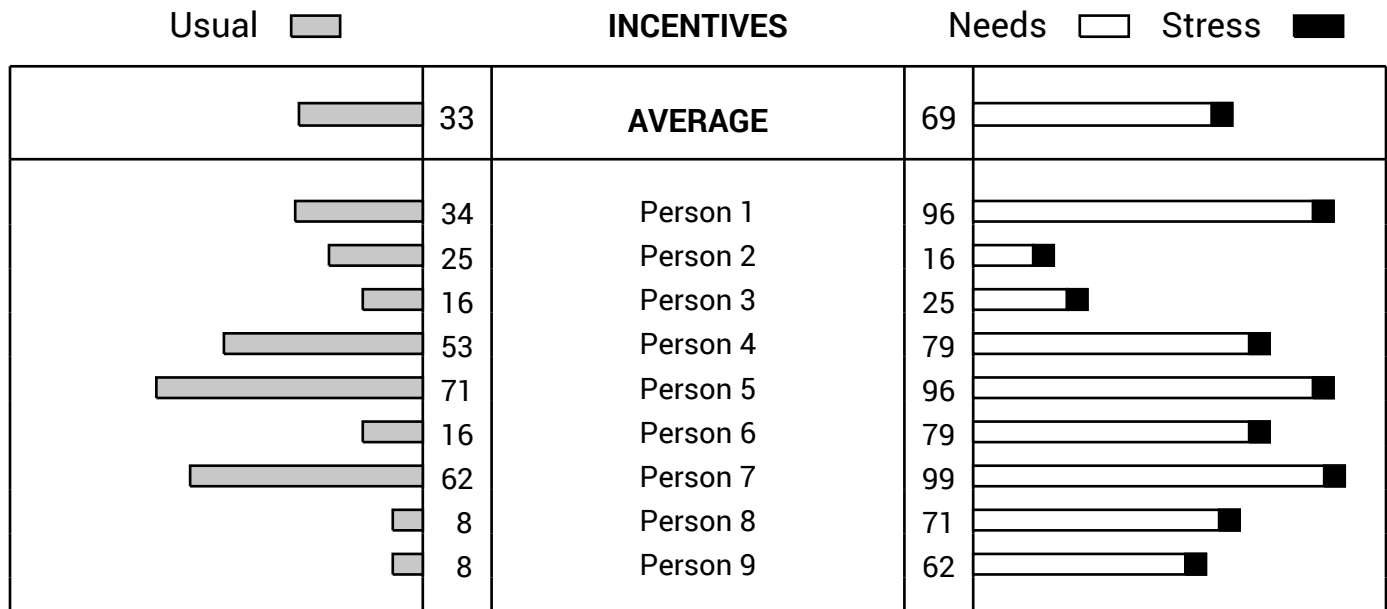 Usual INCENTIVES Needs Stress
33 AVERAGE 69
34 Person 1 96
25 Person 2 16
16 Person 3 25
53 Person 4 79
71 Person 5 96
16 Person 6 79
62 Person 7 99
8 Person 8 71
8 Person 9 62